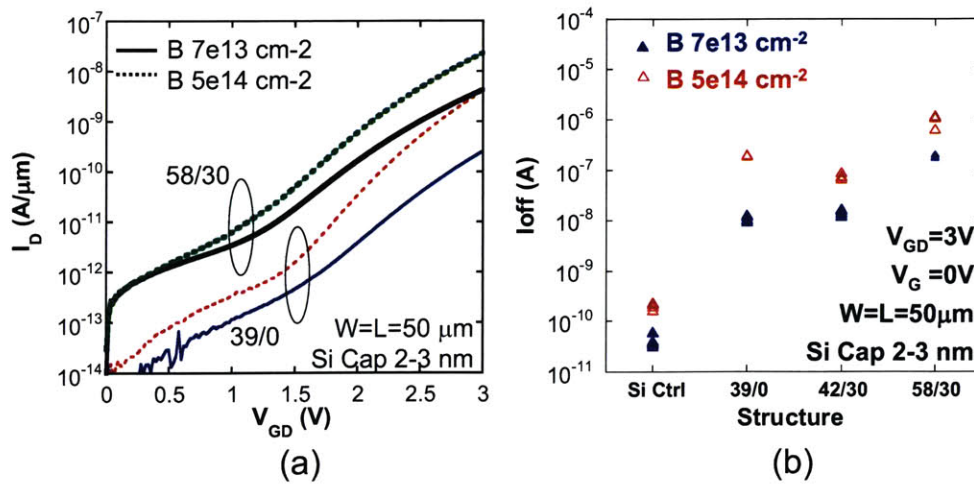 10⁻⁷
10⁻⁸
10⁻⁹
10⁻¹⁰
10⁻¹¹
10⁻¹²
10⁻¹³
10⁻¹⁴
I_D (A/μm)
B 7e13 cm-2
B 5e14 cm-2
58/30
39/0
W=L=50 μm
Si Cap 2-3 nm
0 0.5 1 1.5 2 2.5 3
V_GD (V)
(a)
10⁻⁴
10⁻⁵
10⁻⁶
10⁻⁷
10⁻⁸
10⁻⁹
10⁻¹⁰
10⁻¹¹
Ioff (A)
B 7e13 cm⁻²
B 5e14 cm⁻²
V_GD=3V
V_G =0V
W=L=50μm
Si Cap 2-3 nm
Si Ctrl 39/0 42/30 58/30
Structure
(b)